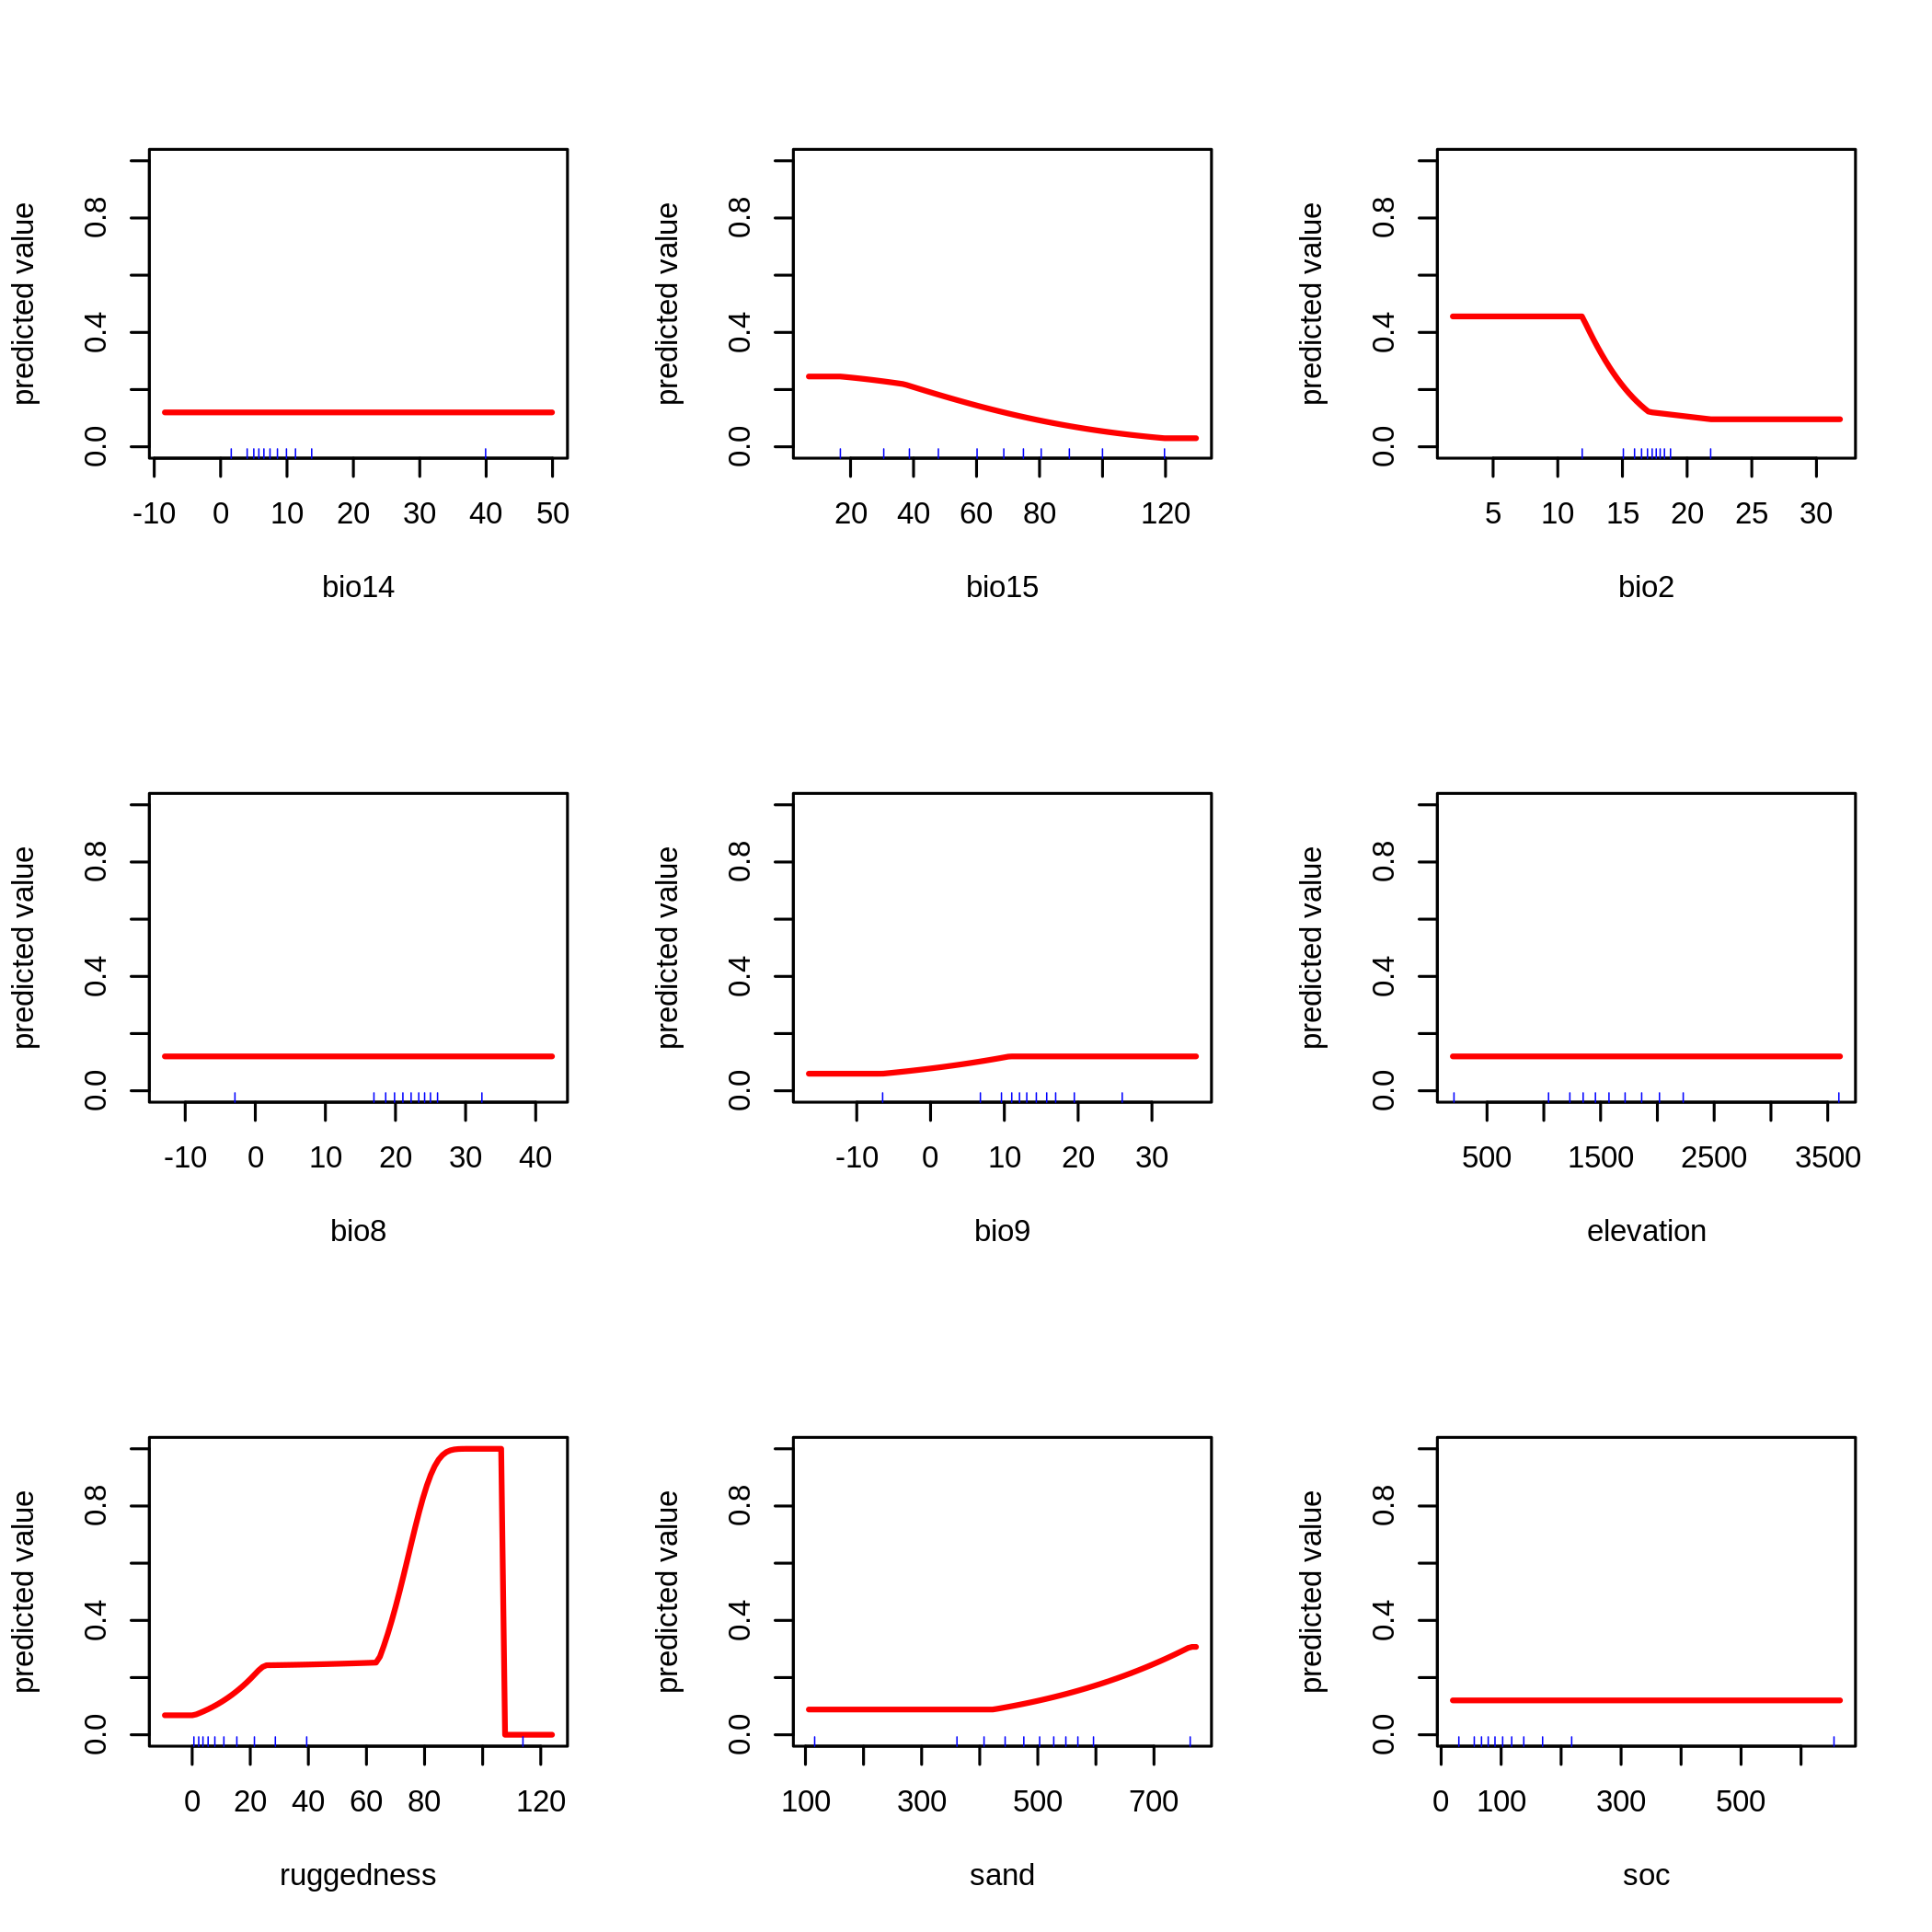 predicted value
0.0 0.4 0.8
-10 0 10 20 30 40 50
bio14
predicted value
0.0 0.4 0.8
20 40 60 80 120
bio15
predicted value
0.0 0.4 0.8
5 10 15 20 25 30
bio2
predicted value
0.0 0.4 0.8
-10 0 10 20 30 40
bio8
predicted value
0.0 0.4 0.8
-10 0 10 20 30
bio9
predicted value
0.0 0.4 0.8
500 1500 2500 3500
elevation
predicted value
0.0 0.4 0.8
0 20 40 60 80 120
ruggedness
predicted value
0.0 0.4 0.8
100 300 500 700
sand
predicted value
0.0 0.4 0.8
0 100 300 500
soc